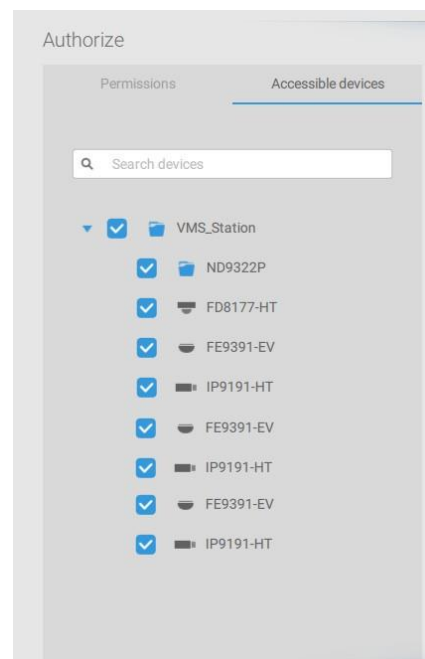 Authorize
Permissions Accessible devices
Search devices
VMS_Station
ND9322P
FD8177-HT
FE9391-EV
IP9191-HT
FE9391-EV
IP9191-HT
FE9391-EV
IP9191-HT